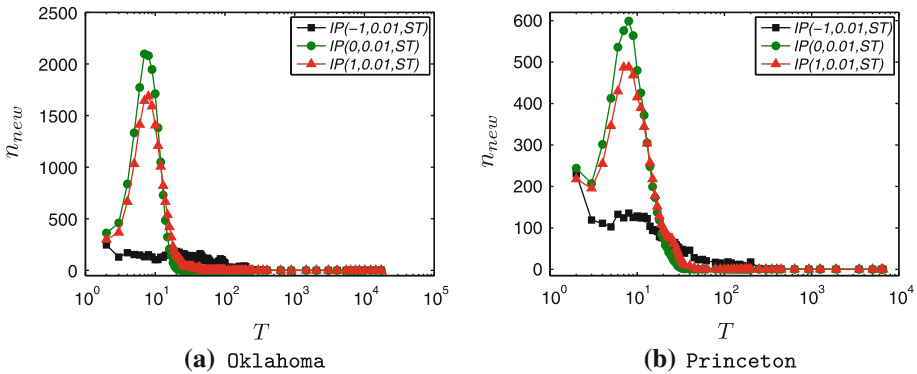 2500
2000
1500
1000
500
0
n_new
10^0 10^1 10^2 10^3 10^4 10^5
T
IP(−1,0.01,ST)
IP(0,0.01,ST)
IP(1,0.01,ST)
(a) Oklahoma
600
500
400
300
200
100
0
n_new
10^0 10^1 10^2 10^3 10^4
T
IP(−1,0.01,ST)
IP(0,0.01,ST)
IP(1,0.01,ST)
(b) Princeton